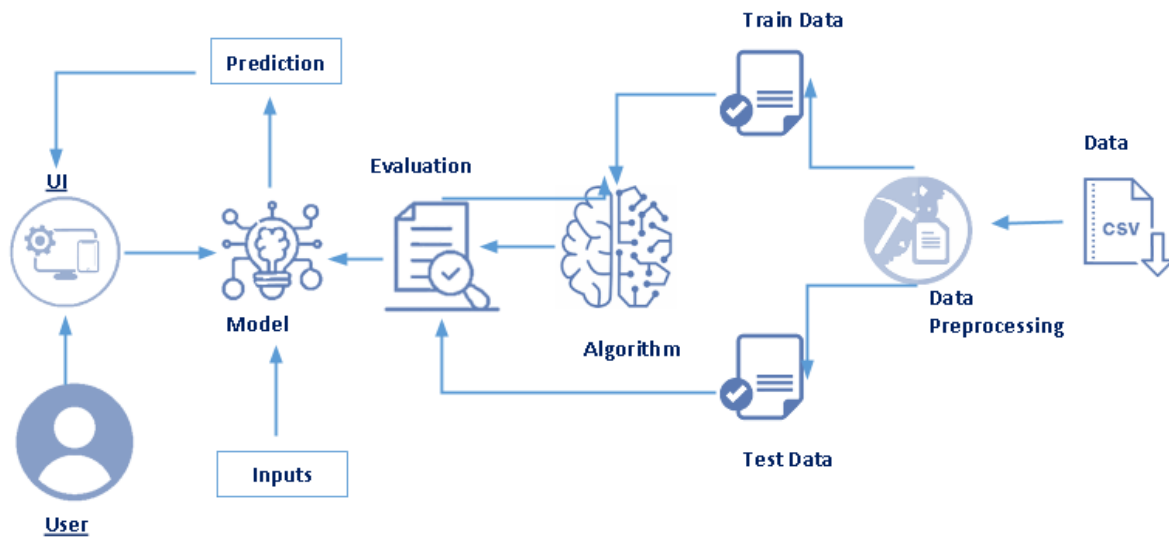 Train Data
Prediction
Data
Evaluation
UI
CSV
Model
Data
Preprocessing
Algorithm
Test Data
Inputs
User